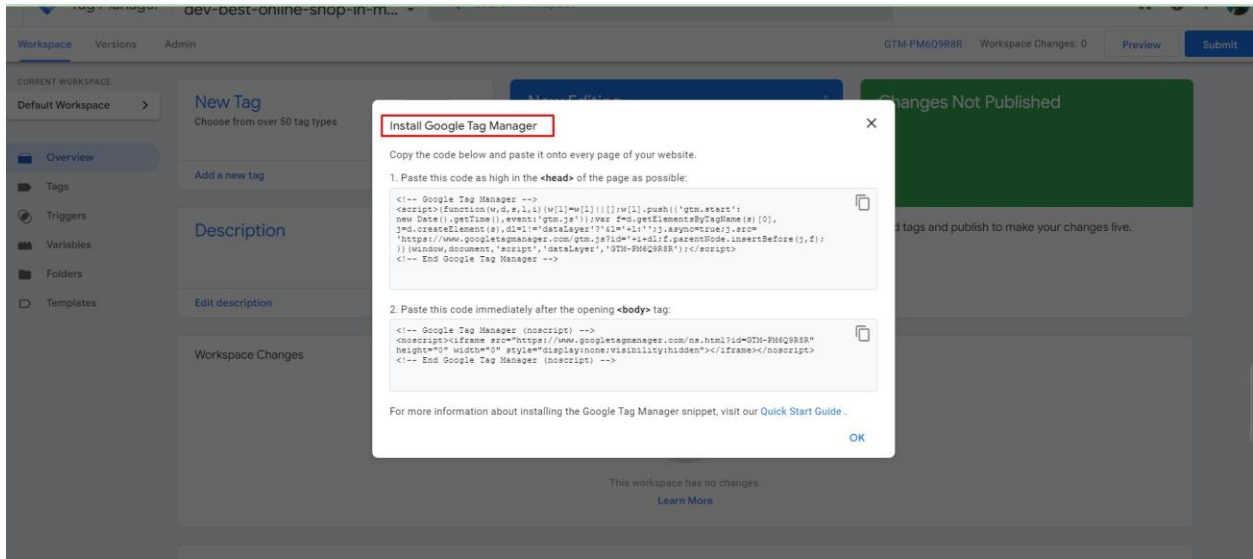 Tag Manager
dev-best-online-shop-in-m...
Workspace Versions Admin
GTM-PM6Q9R8R Workspace Changes: 0 Preview Submit
CURRENT WORKSPACE
Default Workspace >
Overview
Tags
Triggers
Variables
Folders
Templates
New Tag
Choose from over 50 tag types
Add a new tag
Now Editing
Changes Not Published
d tags and publish to make your changes live.
Description
Edit description
Workspace Changes
This workspace has no changes.
Learn More
Install Google Tag Manager
Copy the code below and paste it onto every page of your website.
1. Paste this code as high in the <head> of the page as possible:
<!-- Google Tag Manager -->
<script>(function(w,d,s,l,i){w[l]=w[l]||[];w[l].push({'gtm.start':
new Date().getTime(),event:'gtm.js'});var f=d.getElementsByTagName(s)[0],
j=d.createElement(s),dl=l!='dataLayer'?'&l='+l:'';j.async=true;j.src=
'https://www.googletagmanager.com/gtm.js?id='+i+dl;f.parentNode.insertBefore(j,f);
})(window,document,'script','dataLayer','GTM-PM6Q9R8R');</script>
<!-- End Google Tag Manager -->
2. Paste this code immediately after the opening <body> tag:
<!-- Google Tag Manager (noscript) -->
<noscript><iframe src="https://www.googletagmanager.com/ns.html?id=GTM-PM6Q9R8R"
height="0" width="0" style="display:none;visibility:hidden"></iframe></noscript>
<!-- End Google Tag Manager (noscript) -->
For more information about installing the Google Tag Manager snippet, visit our Quick Start Guide .
OK